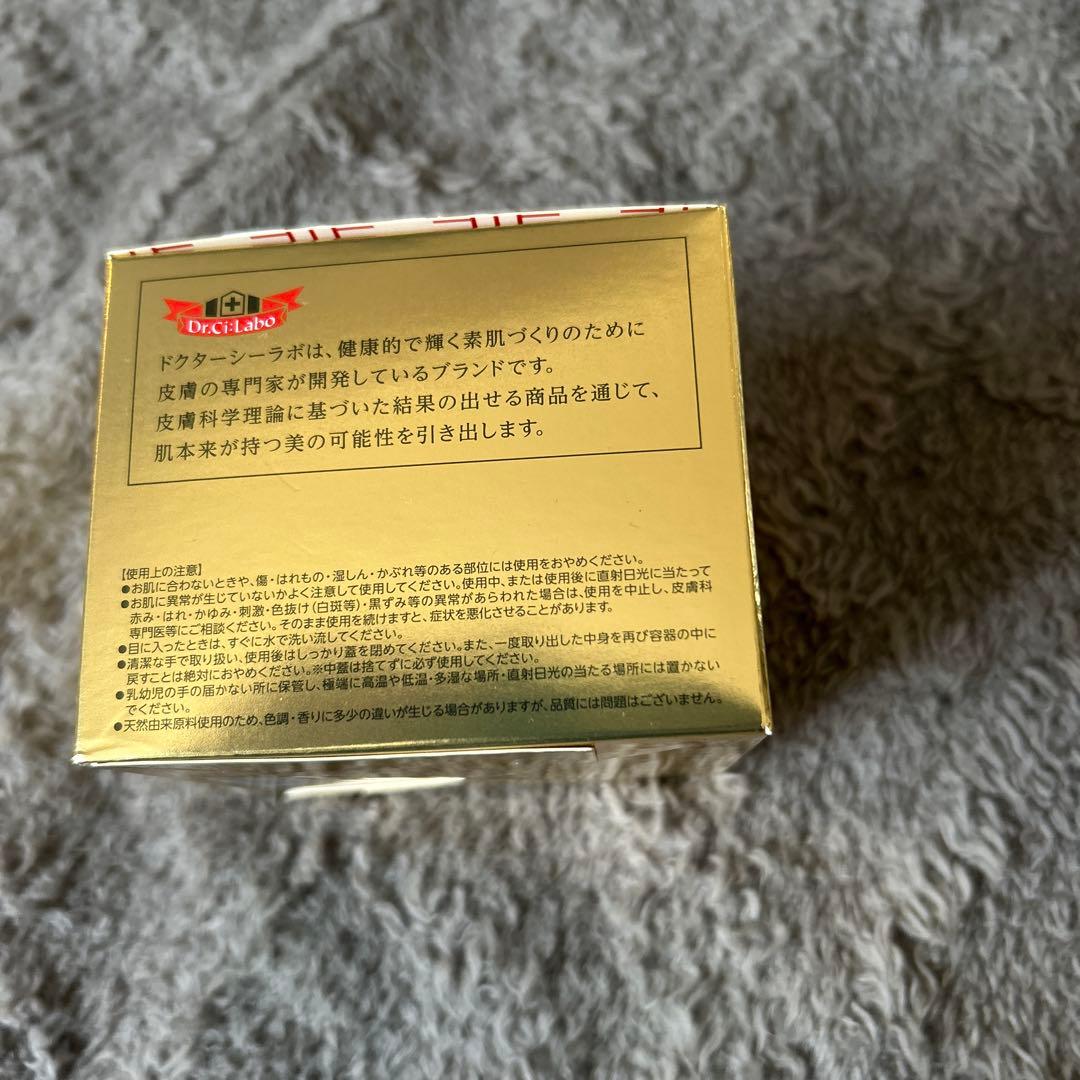 Dr.Ci:Labo
ドクターシーラボは、健康的で輝く素肌づくりのために
皮膚の専門家が開発しているブランドです。
皮膚科学理論に基づいた結果の出せる商品を通じて、
肌本来が持つ美の可能性を引き出します。
【使用上の注意】
●お肌に合わないときや、傷・はれもの・湿しん・かぶれ等のある部位には使用をおやめください。
●お肌に異常が生じていないかよく注意して使用してください。使用中、または使用後に直射日光に当たって
赤み・はれ・かゆみ・刺激・色抜け(白斑等)・黒ずみ等の異常があらわれた場合は、使用を中止し、皮膚科
専門医等にご相談ください。そのまま使用を続けますと、症状を悪化させることがあります。
●目に入ったときは、すぐに水で洗い流してください。
●清潔な手で取り扱い、使用後はしっかり蓋を閉めてください。また、一度取り出した中身を再び容器の中に
戻すことは絶対におやめください。※中蓋は捨てずに必ず使用してください。
●乳幼児の手の届かない所に保管し、極端に高温や低温・多湿な場所・直射日光の当たる場所には置かない
でください。
●天然由来原料使用のため、色調・香りに多少の違いが生じる場合がありますが、品質には問題はございません。